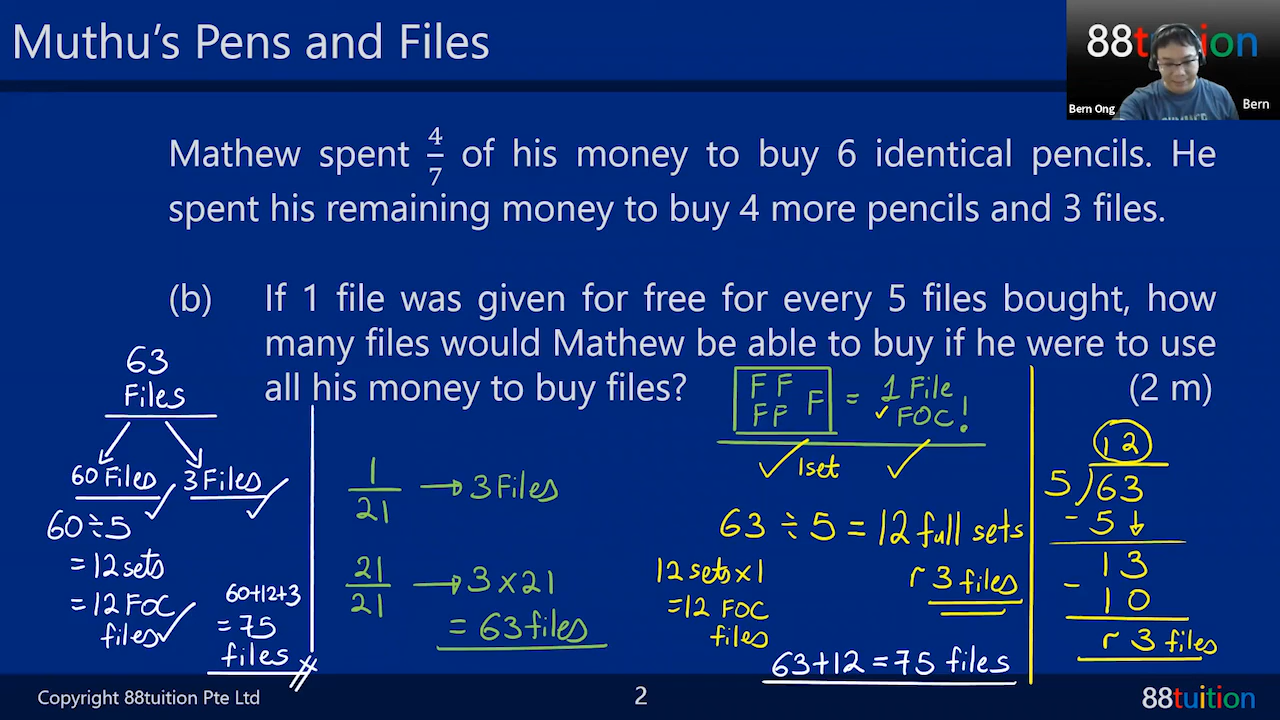 Muthu's Pens and Files
88tuition
Bern Ong
Bern
Mathew spent 4/7 of his money to buy 6 identical pencils. He
spent his remaining money to buy 4 more pencils and 3 files.
(b) If 1 file was given for free for every 5 files bought, how
many files would Mathew be able to buy if he were to use
all his money to buy files? (2 m)
63
Files
60 Files 3 Files
60 ÷ 5
= 12 sets
= 12 FOC
files
60+12+3
= 75
files
1/21 → 3 Files
21/21 → 3 x 21
= 63 files
F F
F F F = 1 File
FOC!
1 set
63 ÷ 5 = 12 full sets
r 3 files
12 sets x 1
= 12 FOC
files
63 + 12 = 75 files
12
5 ) 63
- 5
13
- 10
r 3 files
Copyright 88tuition Pte Ltd
2
88tuition